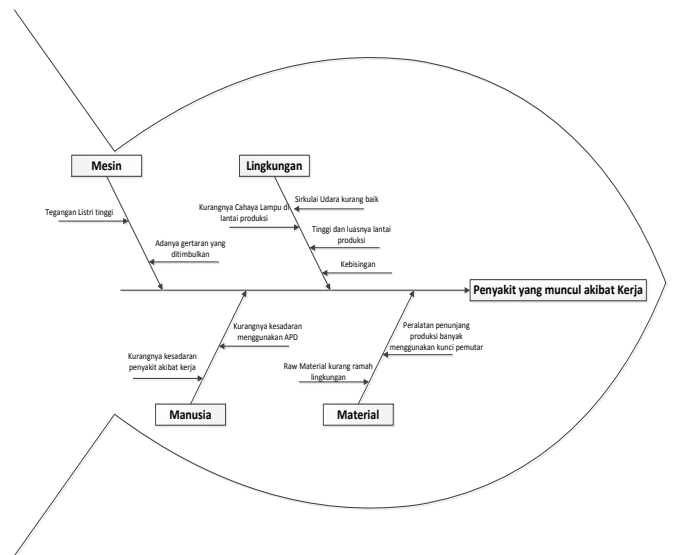 Mesin
Lingkungan
Tegangan Listri tinggi
Adanya gertaran yang
ditimbulkan
Sirkulai Udara kurang baik
Kurangnya Cahaya Lampu di
lantai produksi
Tinggi dan luasnya lantai
produksi
Kebisingan
Penyakit yang muncul akibat Kerja
Kurangnya kesadaran
menggunakan APD
Kurangnya kesadaran
penyakit akibat kerja
Peralatan penunjang
produksi banyak
menggunakan kunci pemutar
Raw Material kurang ramah
lingkungan
Manusia
Material